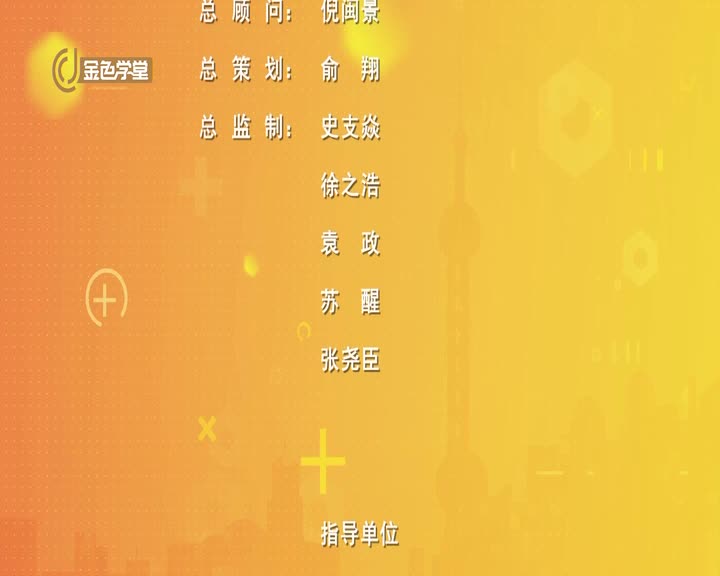 总 顾 问： 倪闽景
金色学堂
总 策 划： 俞 翔
总 监 制： 史支焱
徐之浩
袁 政
苏 醒
张尧臣
指导单位